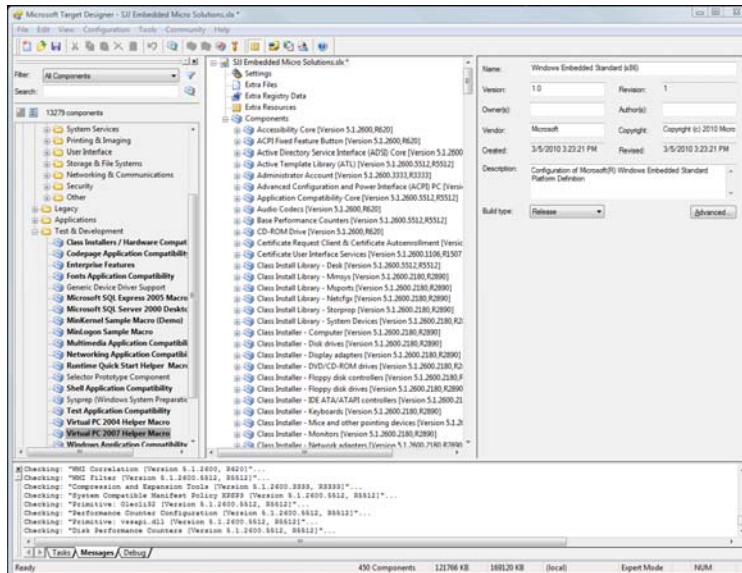 Microsoft Target Designer - SJJ Embedded Micro Solutions.slx *
File Edit View Configuration Tools Community Help
Filter: All Components
Search:
13279 components
System Services
Printing & Imaging
User Interface
Storage & File Systems
Networking & Communications
Security
Other
Legacy
Applications
Test & Development
Class Installers / Hardware Compat
Codepage Application Compatibility
Enterprise Features
Fonts Application Compatibility
Generic Device Driver Support
Microsoft SQL Express 2005 Macro
Microsoft SQL Server 2000 Deskto
MinKernel Sample Macro (Demo)
MinLogon Sample Macro
Multimedia Application Compatibili
Networking Application Compatibi
Runtime Quick Start Helper Macr
Selector Prototype Component
Shell Application Compatibility
Sysprep (Windows System Preparatio
Test Application Compatibility
Virtual PC 2004 Helper Macro
Virtual PC 2007 Helper Macro
Windows Application Compatibility
SJJ Embedded Micro Solutions.slx *
Settings
Extra Files
Extra Registry Data
Extra Resources
Components
Accessibility Core [Version 5.1.2600,R620]
ACPI Fixed Feature Button [Version 5.1.2600,R620]
Active Directory Service Interface (ADSI) Core [Version 5.1
Active Template Library (ATL) [Version 5.1.2600.5512,R5512]
Administrator Account [Version 5.1.2600.3333,R3333]
Advanced Configuration and Power Interface (ACPI) PC [Versi
Application Compatibility Core [Version 5.1.2600.5512,R5512]
Audio Codecs [Version 5.1.2600,R620]
Base Performance Counters [Version 5.1.2600.5512,R5512]
CD-ROM Drive [Version 5.1.2600,R620]
Certificate Request Client & Certificate Autoenrollment [Versic
Certificate User Interface Services [Version 5.1.2600.1106,R1507
Class Install Library - Desk [Version 5.1.2600.5512,R5512]
Class Install Library - Mmsys [Version 5.1.2600.2180,R2890]
Class Install Library - Msports [Version 5.1.2600.2180,R2890]
Class Install Library - Netcfgx [Version 5.1.2600.2180,R2890]
Class Install Library - Storprop [Version 5.1.2600.2180,R2890]
Class Install Library - System Devices [Version 5.1.2600.2180,R2
Class Installer - Computer [Version 5.1.2600.2180,R2890]
Class Installer - Disk drives [Version 5.1.2600.2180,R2890]
Class Installer - Display adapters [Version 5.1.2600.2180,R2890]
Class Installer - DVD/CD-ROM drives [Version 5.1.2600.2180,R2890]
Class Installer - Floppy disk controllers [Version 5.1.2600.2180,R
Class Installer - Floppy disk drives [Version 5.1.2600.2180,R2890]
Class Installer - IDE ATA/ATAPI controllers [Version 5.1.2600.21
Class Installer - Keyboards [Version 5.1.2600.2180,R2890]
Class Installer - Mice and other pointing devices [Version 5.1.2
Class Installer - Monitors [Version 5.1.2600.2180,R2890]
Class Installer - Network adapters [Version 5.1.2600.2180,R2890]
Name: Windows Embedded Standard (x86)
Version: 1.0 Revision: 1
Owner(s): Author(s):
Vendor: Microsoft Copyright: Copyright (c) 2010 Micro
Created: 3/5/2010 3:23:21 PM Revised: 3/5/2010 3:23:21 PM
Description: Configuration of Microsoft(R) Windows Embedded Standard
Platform Definition
Build type: Release Advanced...
Checking: "WMI Correlation [Version 5.1.2600, R620]"...
Checking: "WMI Filter [Version 5.1.2600.5512, R5512]"...
Checking: "Compression and Expansion Tools [Version 5.1.2600.3333, R3333]"...
Checking: "System Compatible Manifest Policy [Version 5.1.2600.5512, R5512]"...
Checking: "Primitive: Olecli32 [Version 5.1.2600.5512, R5512]"...
Checking: "Performance Counter Configuration [Version 5.1.2600.5512, R5512]"...
Checking: "Primitive: vssapi.dll [Version 5.1.2600.5512, R5512]"...
Checking: "Disk Performance Counters [Version 5.1.2600.5512, R5512]"...
Tasks Messages Debug
Ready 450 Components 121766 KB 169120 KB (local) Expert Mode NUM